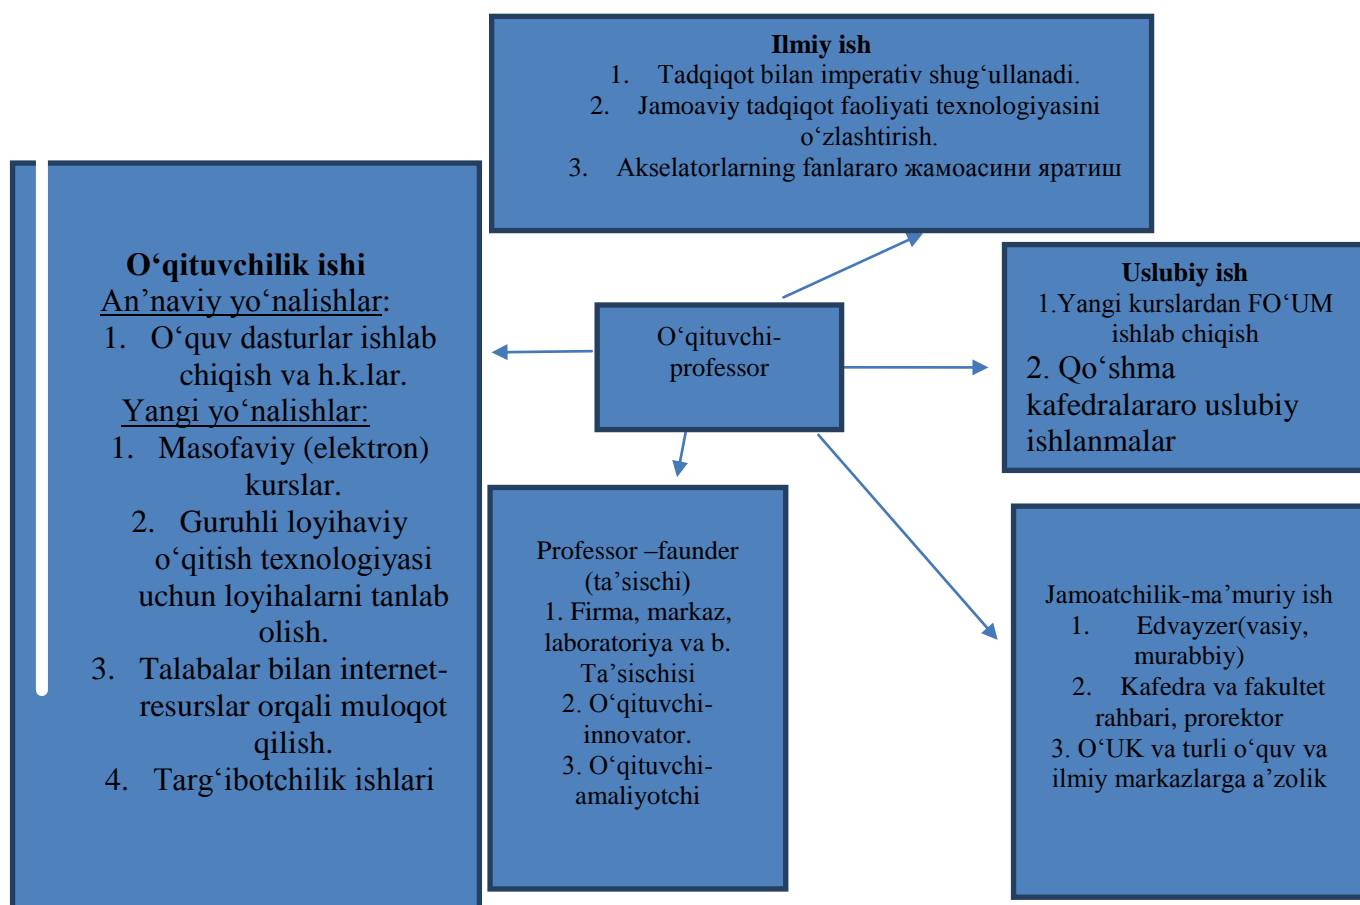 Ilmiy ish
1. Tadqiqot bilan imperativ shug‘ullanadi.
2. Jamoaviy tadqiqot faoliyati texnologiyasini
o‘zlashtirish.
3. Akselatorlarning fanlararo жамоасини яратиш
O‘qituvchilik ishi
An’naviy yo‘nalishlar:
1. O‘quv dasturlar ishlab
chiqish va h.k.lar.
Yangi yo‘nalishlar:
1. Masofaviy (elektron)
kurslar.
2. Guruhli loyihaviy
o‘qitish texnologiyasi
uchun loyihalarni tanlab
olish.
3. Talabalar bilan internet-
resurslar orqali muloqot
qilish.
4. Targ‘ibotchilik ishlari
O‘qituvchi-
professor
Uslubiy ish
1.Yangi kurslardan FO‘UM
ishlab chiqish
2. Qo‘shma
kafedralararo uslubiy
ishlanmalar
Professor –faunder
(ta’sischi)
1. Firma, markaz,
laboratoriya va b.
Ta’sischisi
2. O‘qituvchi-
innovator.
3. O‘qituvchi-
amaliyotchi
Jamoatchilik-ma’muriy ish
1. Edvayzer(vasiy,
murabbiy)
2. Kafedra va fakultet
rahbari, prorektor
3. O‘UK va turli o‘quv va
ilmiy markazlarga a’zolik